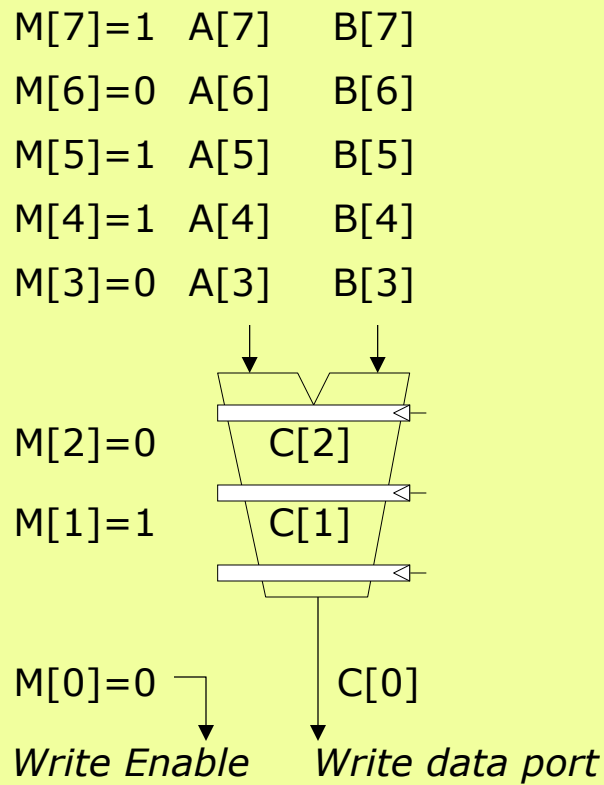 M[7]=1 A[7] B[7]
M[6]=0 A[6] B[6]
M[5]=1 A[5] B[5]
M[4]=1 A[4] B[4]
M[3]=0 A[3] B[3]
M[2]=0 C[2]
M[1]=1 C[1]
M[0]=0 C[0]
Write Enable Write data port